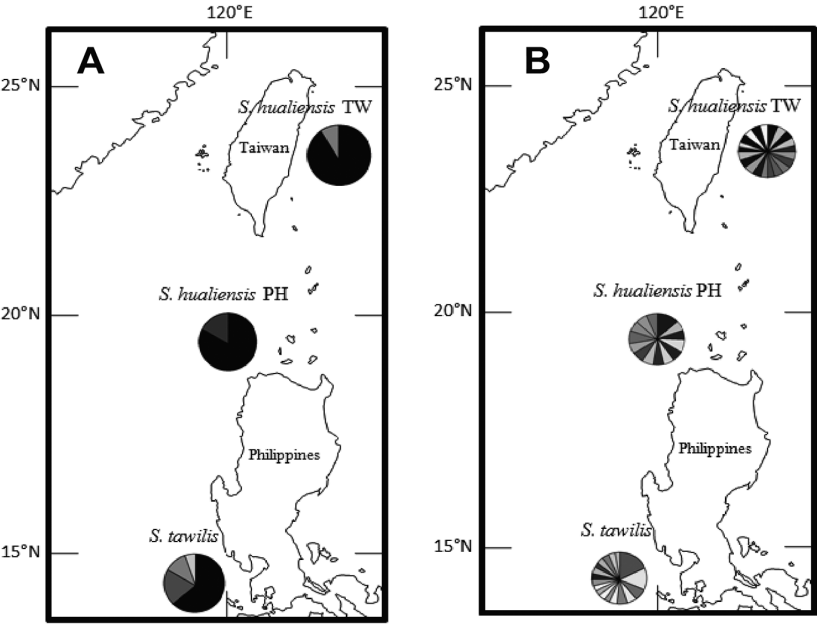 120°E
A
25°N
S. hualiensis TW
Taiwan
S. hualiensis PH
20°N
Philippines
S. tawilis
15°N
120°E
B
25°N
S. hualiensis TW
Taiwan
S. hualiensis PH
20°N
Philippines
S. tawilis
15°N